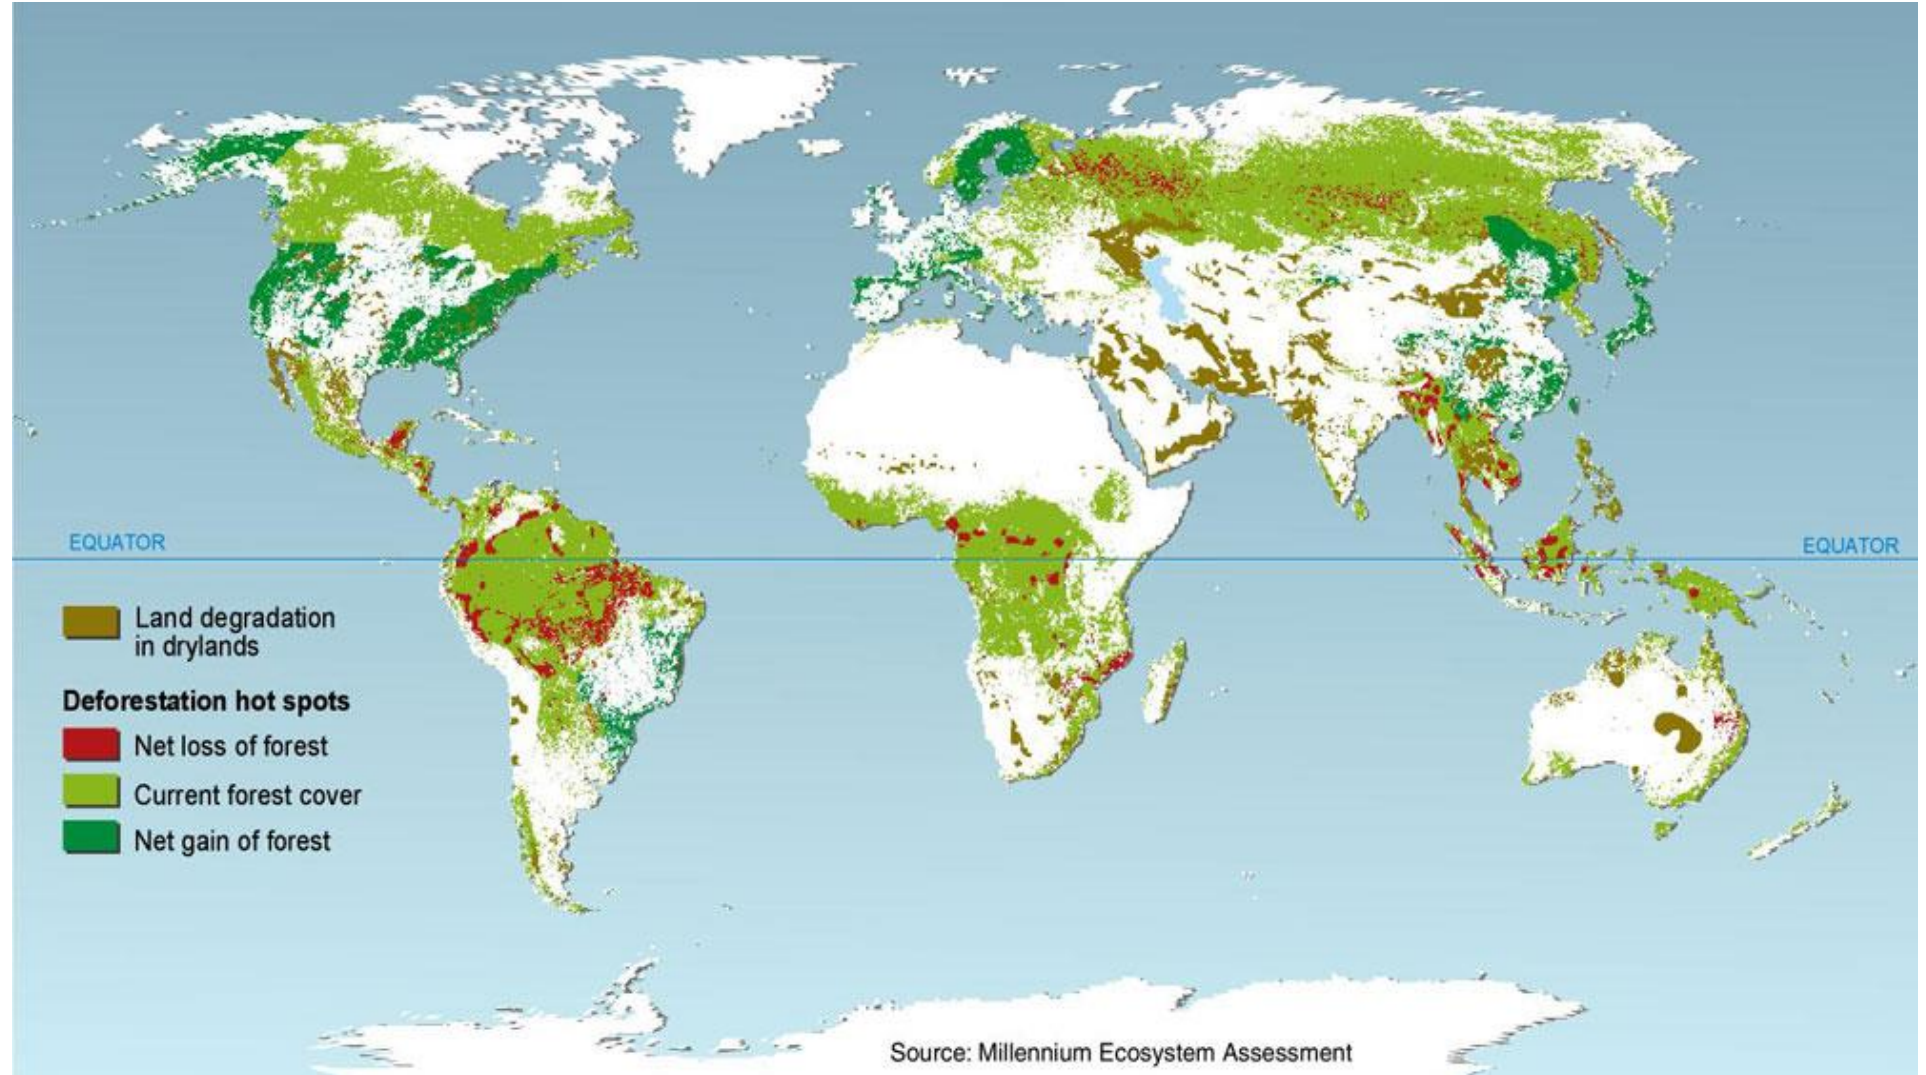 EQUATOR
EQUATOR
Land degradation
in drylands
Deforestation hot spots
Net loss of forest
Current forest cover
Net gain of forest
Source: Millennium Ecosystem Assessment